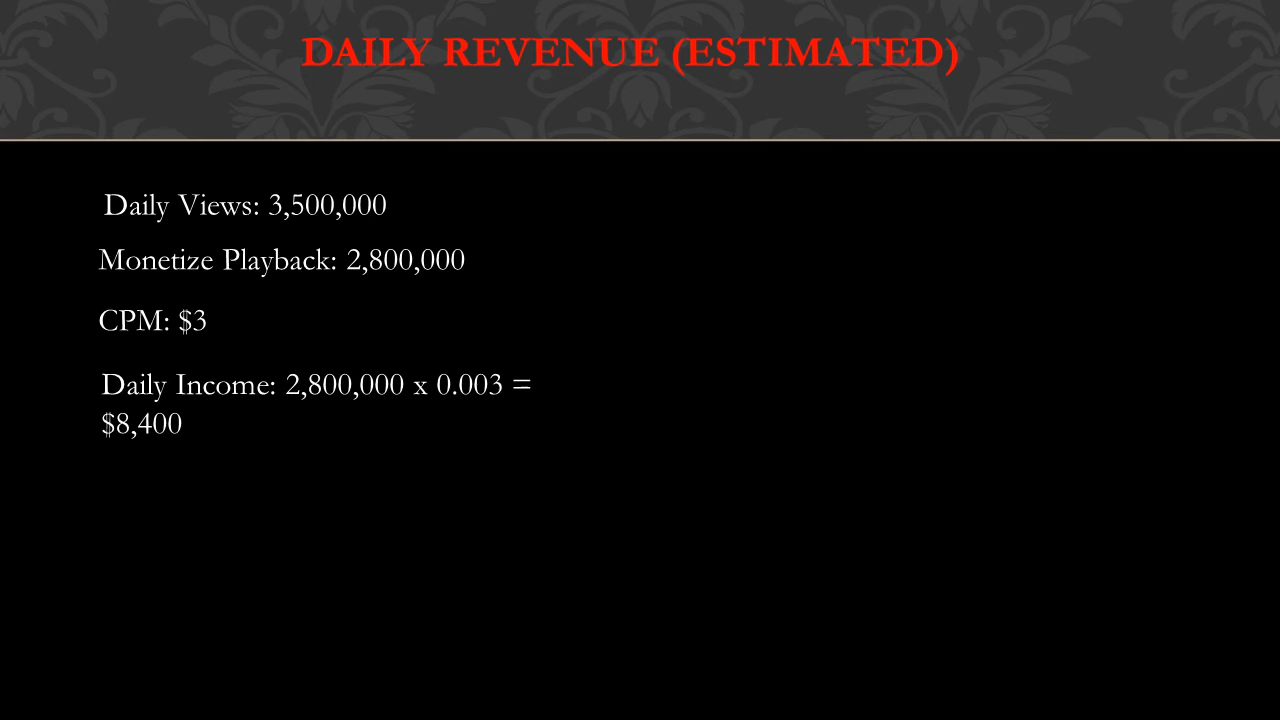 DAILY REVENUE (ESTIMATED)
Daily Views: 3,500,000
Monetize Playback: 2,800,000
CPM: $3
Daily Income: 2,800,000 x 0.003 =
$8,400